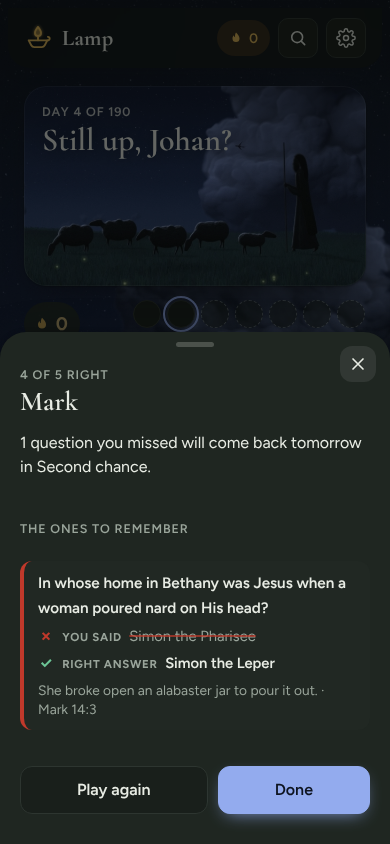 Lamp
0
DAY 4 OF 190
Still up, Johan?
0
4 OF 5 RIGHT
Mark
1 question you missed will come back tomorrow
in Second chance.
THE ONES TO REMEMBER
In whose home in Bethany was Jesus when a
woman poured nard on His head?
YOU SAID Simon the Pharisee
RIGHT ANSWER Simon the Leper
She broke open an alabaster jar to pour it out. ·
Mark 14:3
Play again
Done